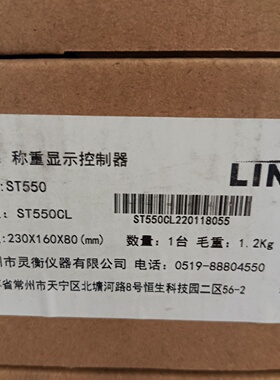 : 称重显示控制器
LIN
:ST550
: ST550CL
ST550CL220118055
:230X160X80(mm) 数量:1台 毛重:1.2Kg
州市灵衡仪器有限公司 电话:0519-88804550
省常州市天宁区北塘河路8号恒生科技园二区56-2